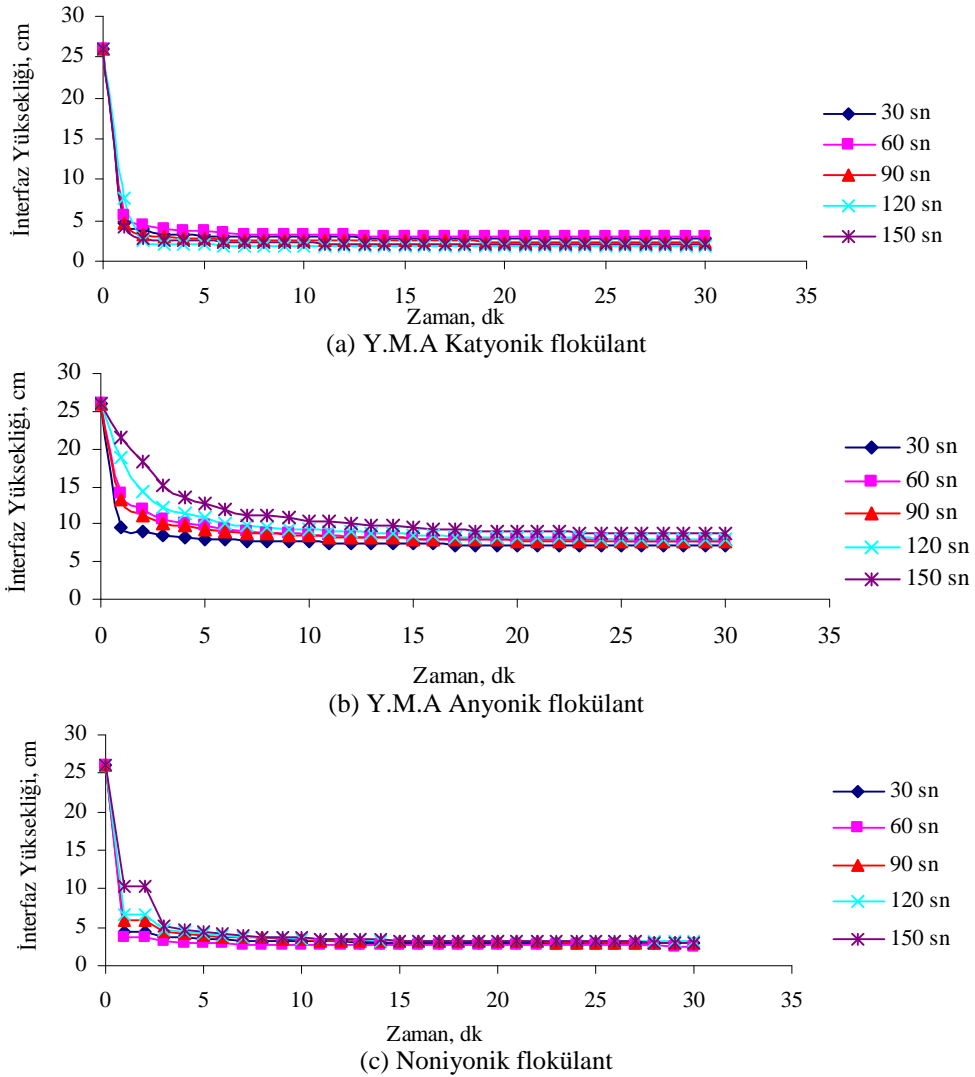 30
25
20
15
10
5
0
İnterfaz Yüksekliği, cm
0 5 10 15 20 25 30 35
Zaman, dk
30 sn
60 sn
90 sn
120 sn
150 sn
(a) Y.M.A Katyonik flokülant
30
25
20
15
10
5
0
İnterfaz Yüksekliği, cm
0 5 10 15 20 25 30 35
Zaman, dk
30 sn
60 sn
90 sn
120 sn
150 sn
(b) Y.M.A Anyonik flokülant
30
25
20
15
10
5
0
İnterfaz Yüksekliği, cm
0 5 10 15 20 25 30 35
Zaman, dk
30 sn
60 sn
90 sn
120 sn
150 sn
(c) Noniyonik flokülant